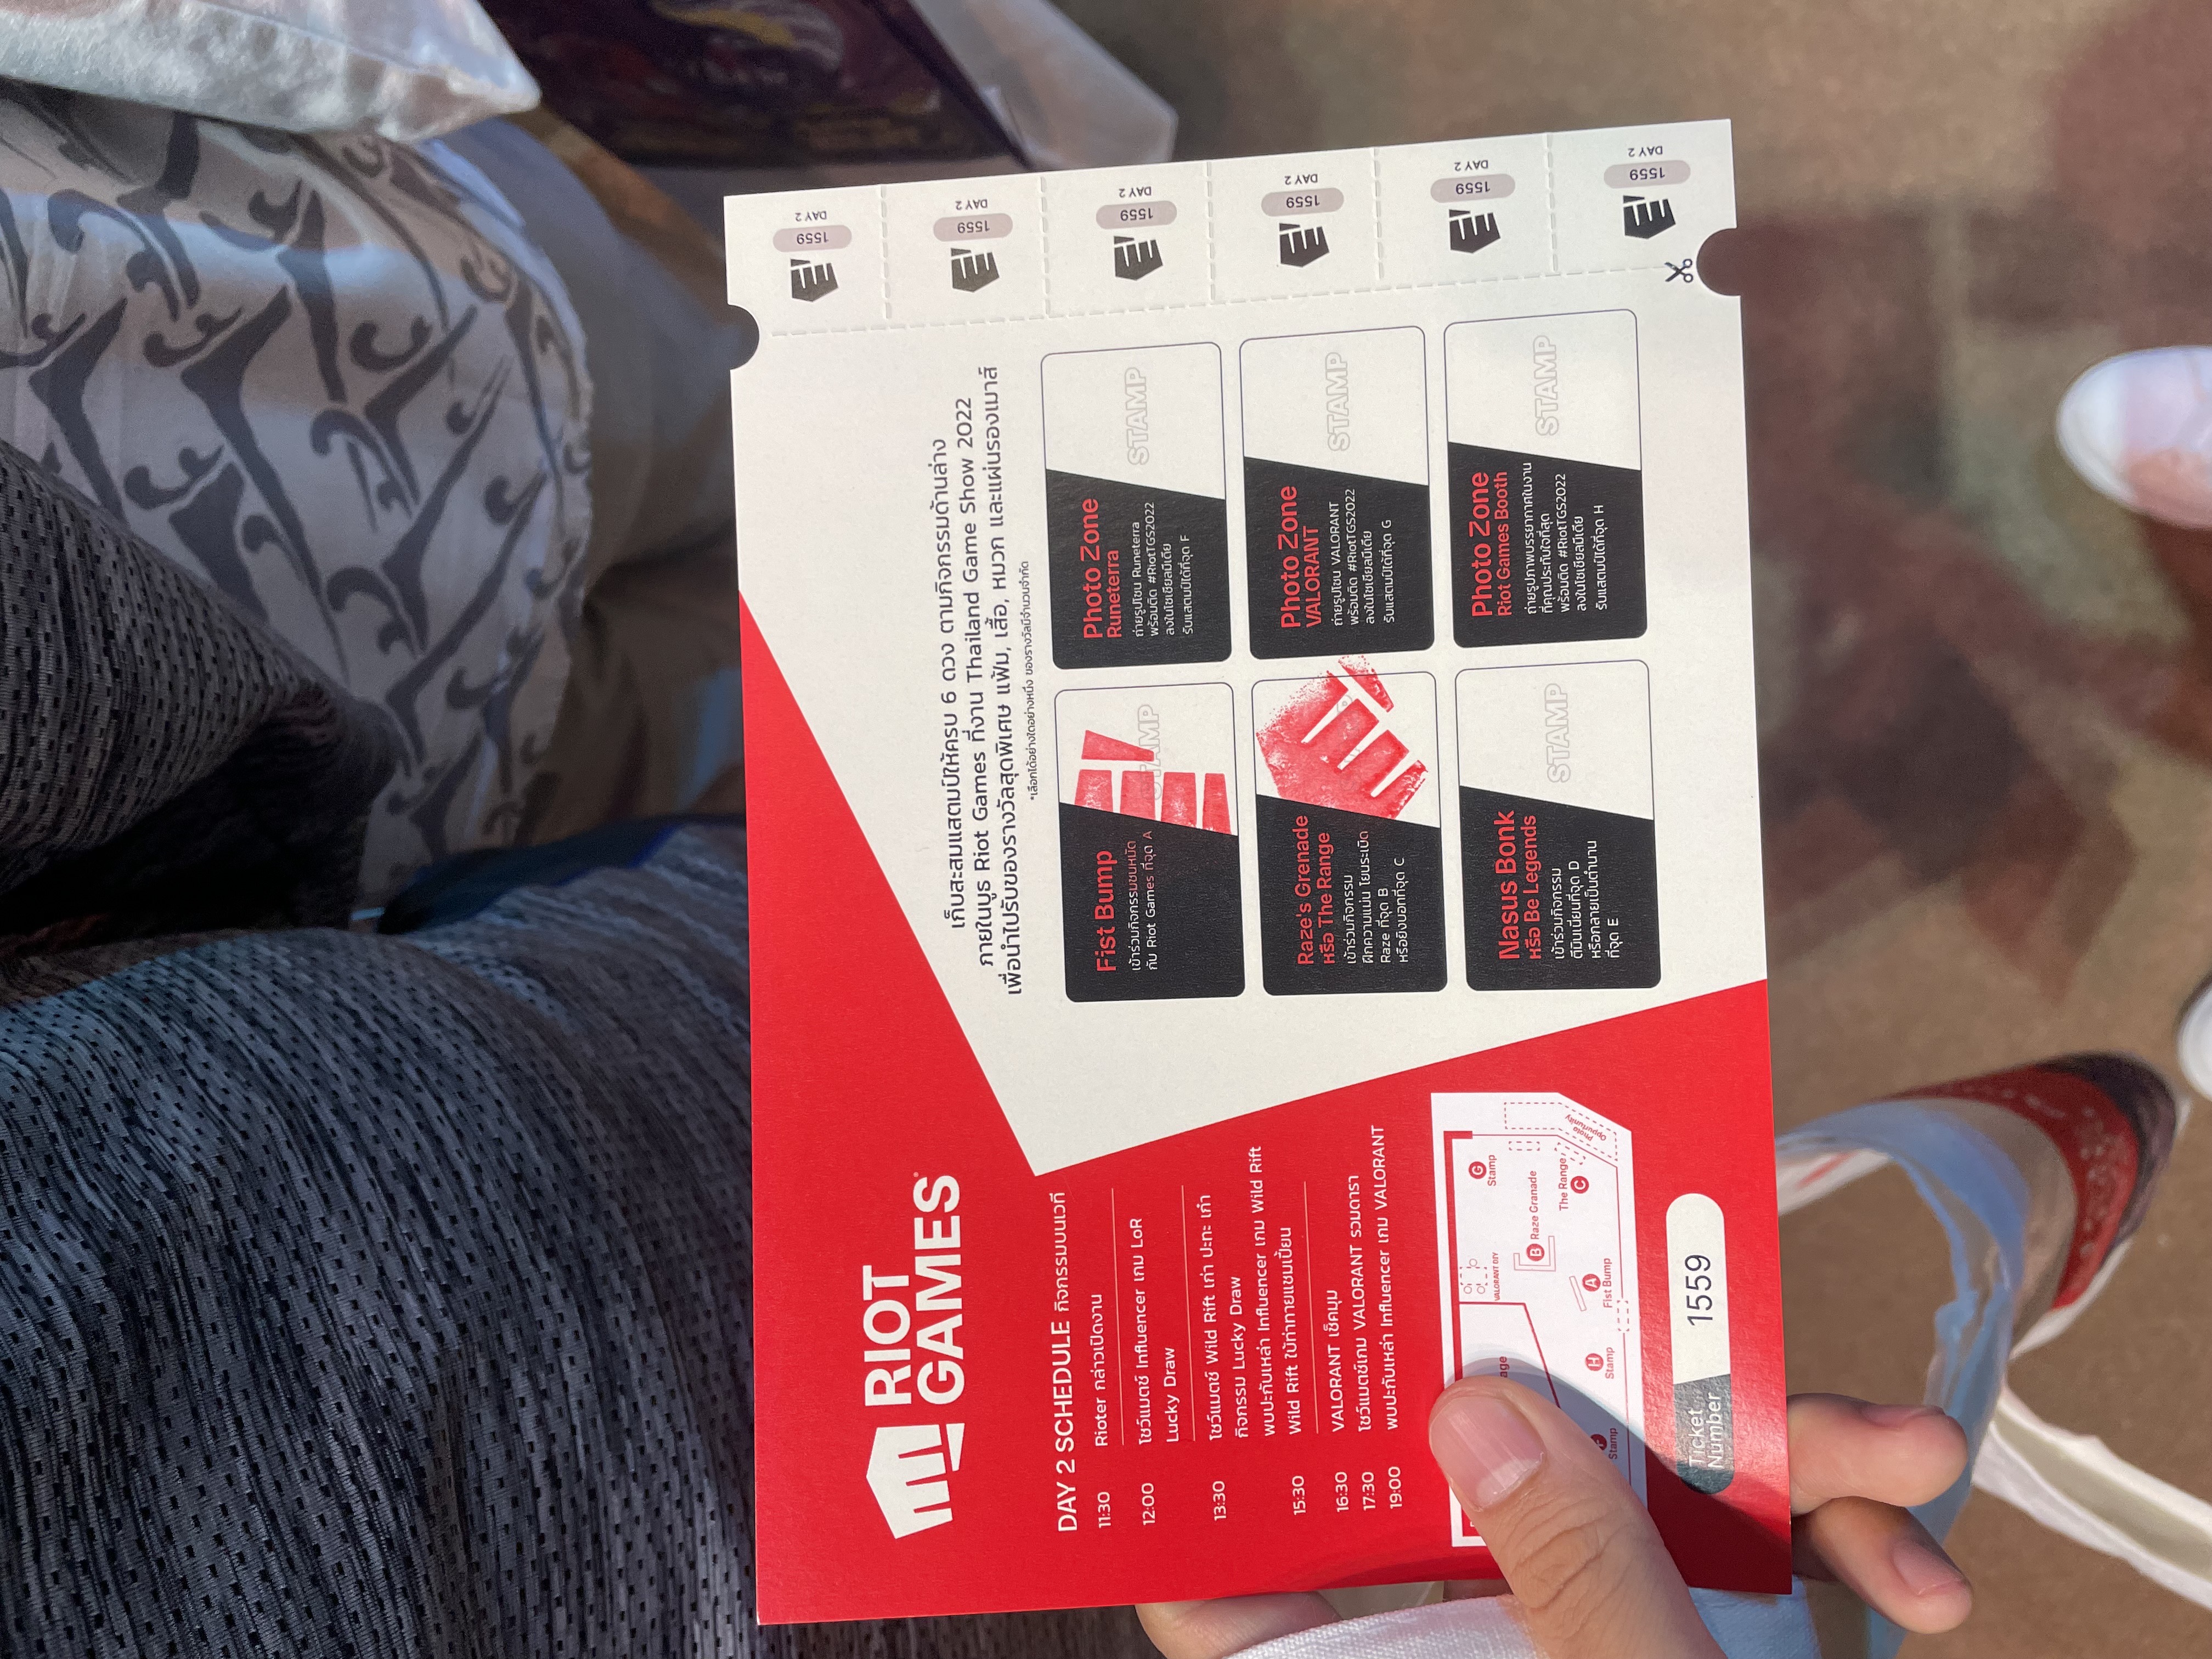 RIOT
GAMES
DAY 2 SCHEDULE กิจกรรมบนเวที
11:30 Rioter กล่าวเปิดงาน
12:00 โชว์แมตช์ Influencer เกม LoR
Lucky Draw
13:30 โชว์แมตช์ Wild Rift เก่า ปะทะ เก๋า
กิจกรรม Lucky Draw
พบปะกับเหล่า Influencer เกม Wild Rift
15:30 Wild Rift ใบ้ท่าทายแชมเปี้ยน
16:30 VALORANT เช็คมุม
17:30 โชว์แมตช์เกม VALORANT รวมดารา
19:00 พบปะกับเหล่า Influencer เกม VALORANT
VALORANT DIY
G
Stamp
B Raze Granade
The Range
C
Photo
Oppotunity
F
Stamp
H
Stamp
A
Fist Bump
Ticket
Number
1559
เก็บสะสมแสตมป์ให้ครบ 6 ดวง ตามกิจกรรมด้านล่าง
ภายในบูธ Riot Games ที่งาน Thailand Game Show 2022
เพื่อนำไปรับของรางวัลสุดพิเศษ แฟ้ม, เสื้อ, หมวก และแผ่นรองเมาส์
*เลือกได้อย่างใดอย่างหนึ่ง ของรางวัลมีจำนวนจำกัด
Fist Bump
เข้าร่วมกิจกรรมชนหมัด
กับ Riot Games ที่จุด A
STAMP
Photo Zone
Runeterra
ถ่ายรูปโซน Runeterra
พร้อมติด #RiotTGS2022
ลงในโซเชียลมีเดีย
รับแสตมป์ได้ที่จุด F
STAMP
Raze's Grenade
หรือ The Range
เข้าร่วมกิจกรรม
ฝึกความแม่น โยนระเบิด
Raze ที่จุด B
หรือยิงบอทที่จุด C
Photo Zone
VALORANT
ถ่ายรูปโซน VALORANT
พร้อมติด #RiotTGS2022
ลงในโซเชียลมีเดีย
รับแสตมป์ได้ที่จุด G
STAMP
Nasus Bonk
หรือ Be Legends
เข้าร่วมกิจกรรม
ตีมินเนี่ยนที่จุด D
หรือกลายเป็นตำนาน
ที่จุด E
STAMP
Photo Zone
Riot Games Booth
ถ่ายรูปภาพบรรยากาศในงาน
ที่คุณประทับใจที่สุด
พร้อมติด #RiotTGS2022
ลงในโซเชียลมีเดีย
รับแสตมป์ได้ที่จุด H
STAMP
1559
DAY 2
1559
DAY 2
1559
DAY 2
1559
DAY 2
1559
DAY 2
1559
DAY 2